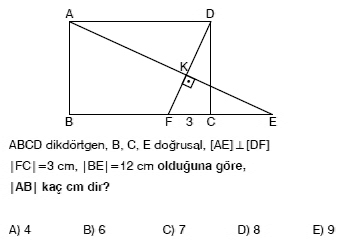 A D
K
B F 3 C E
ABCD dikdörtgen, B, C, E doğrusal, [AE]⊥[DF]
|FC|=3 cm, |BE|=12 cm olduğuna göre,
|AB| kaç cm dir?
A) 4 B) 6 C) 7 D) 8 E) 9